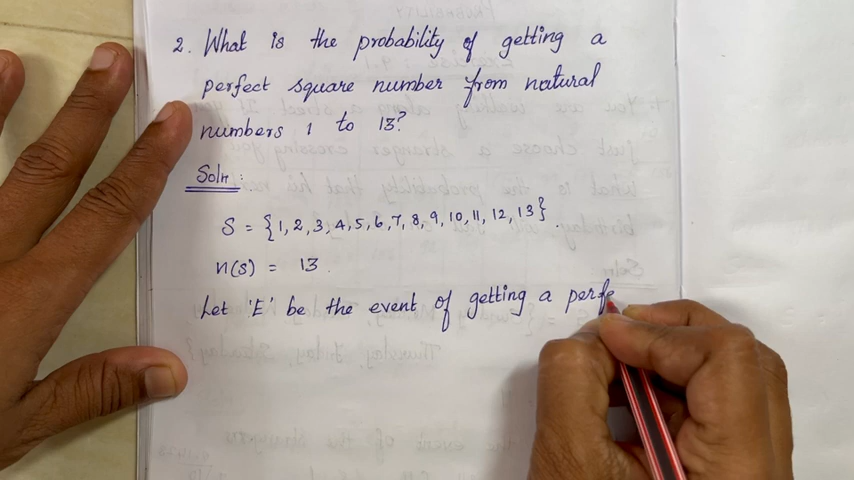 2. What is the probability of getting a
perfect square number from natural
numbers 1 to 13?
Soln :
S = {1, 2, 3, 4, 5, 6, 7, 8, 9, 10, 11, 12, 13}.
n(s) = 13.
Let 'E' be the event of getting a perfe